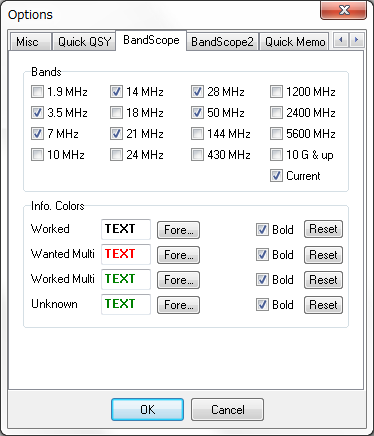 Options
Misc Quick QSY BandScope BandScope2 Quick Memo
Bands
1.9 MHz 14 MHz 28 MHz 1200 MHz
3.5 MHz 18 MHz 50 MHz 2400 MHz
7 MHz 21 MHz 144 MHz 5600 MHz
10 MHz 24 MHz 430 MHz 10 G & up
Current
Info. Colors
Worked TEXT Fore... Bold Reset
Wanted Multi TEXT Fore... Bold Reset
Worked Multi TEXT Fore... Bold Reset
Unknown TEXT Fore... Bold Reset
OK Cancel